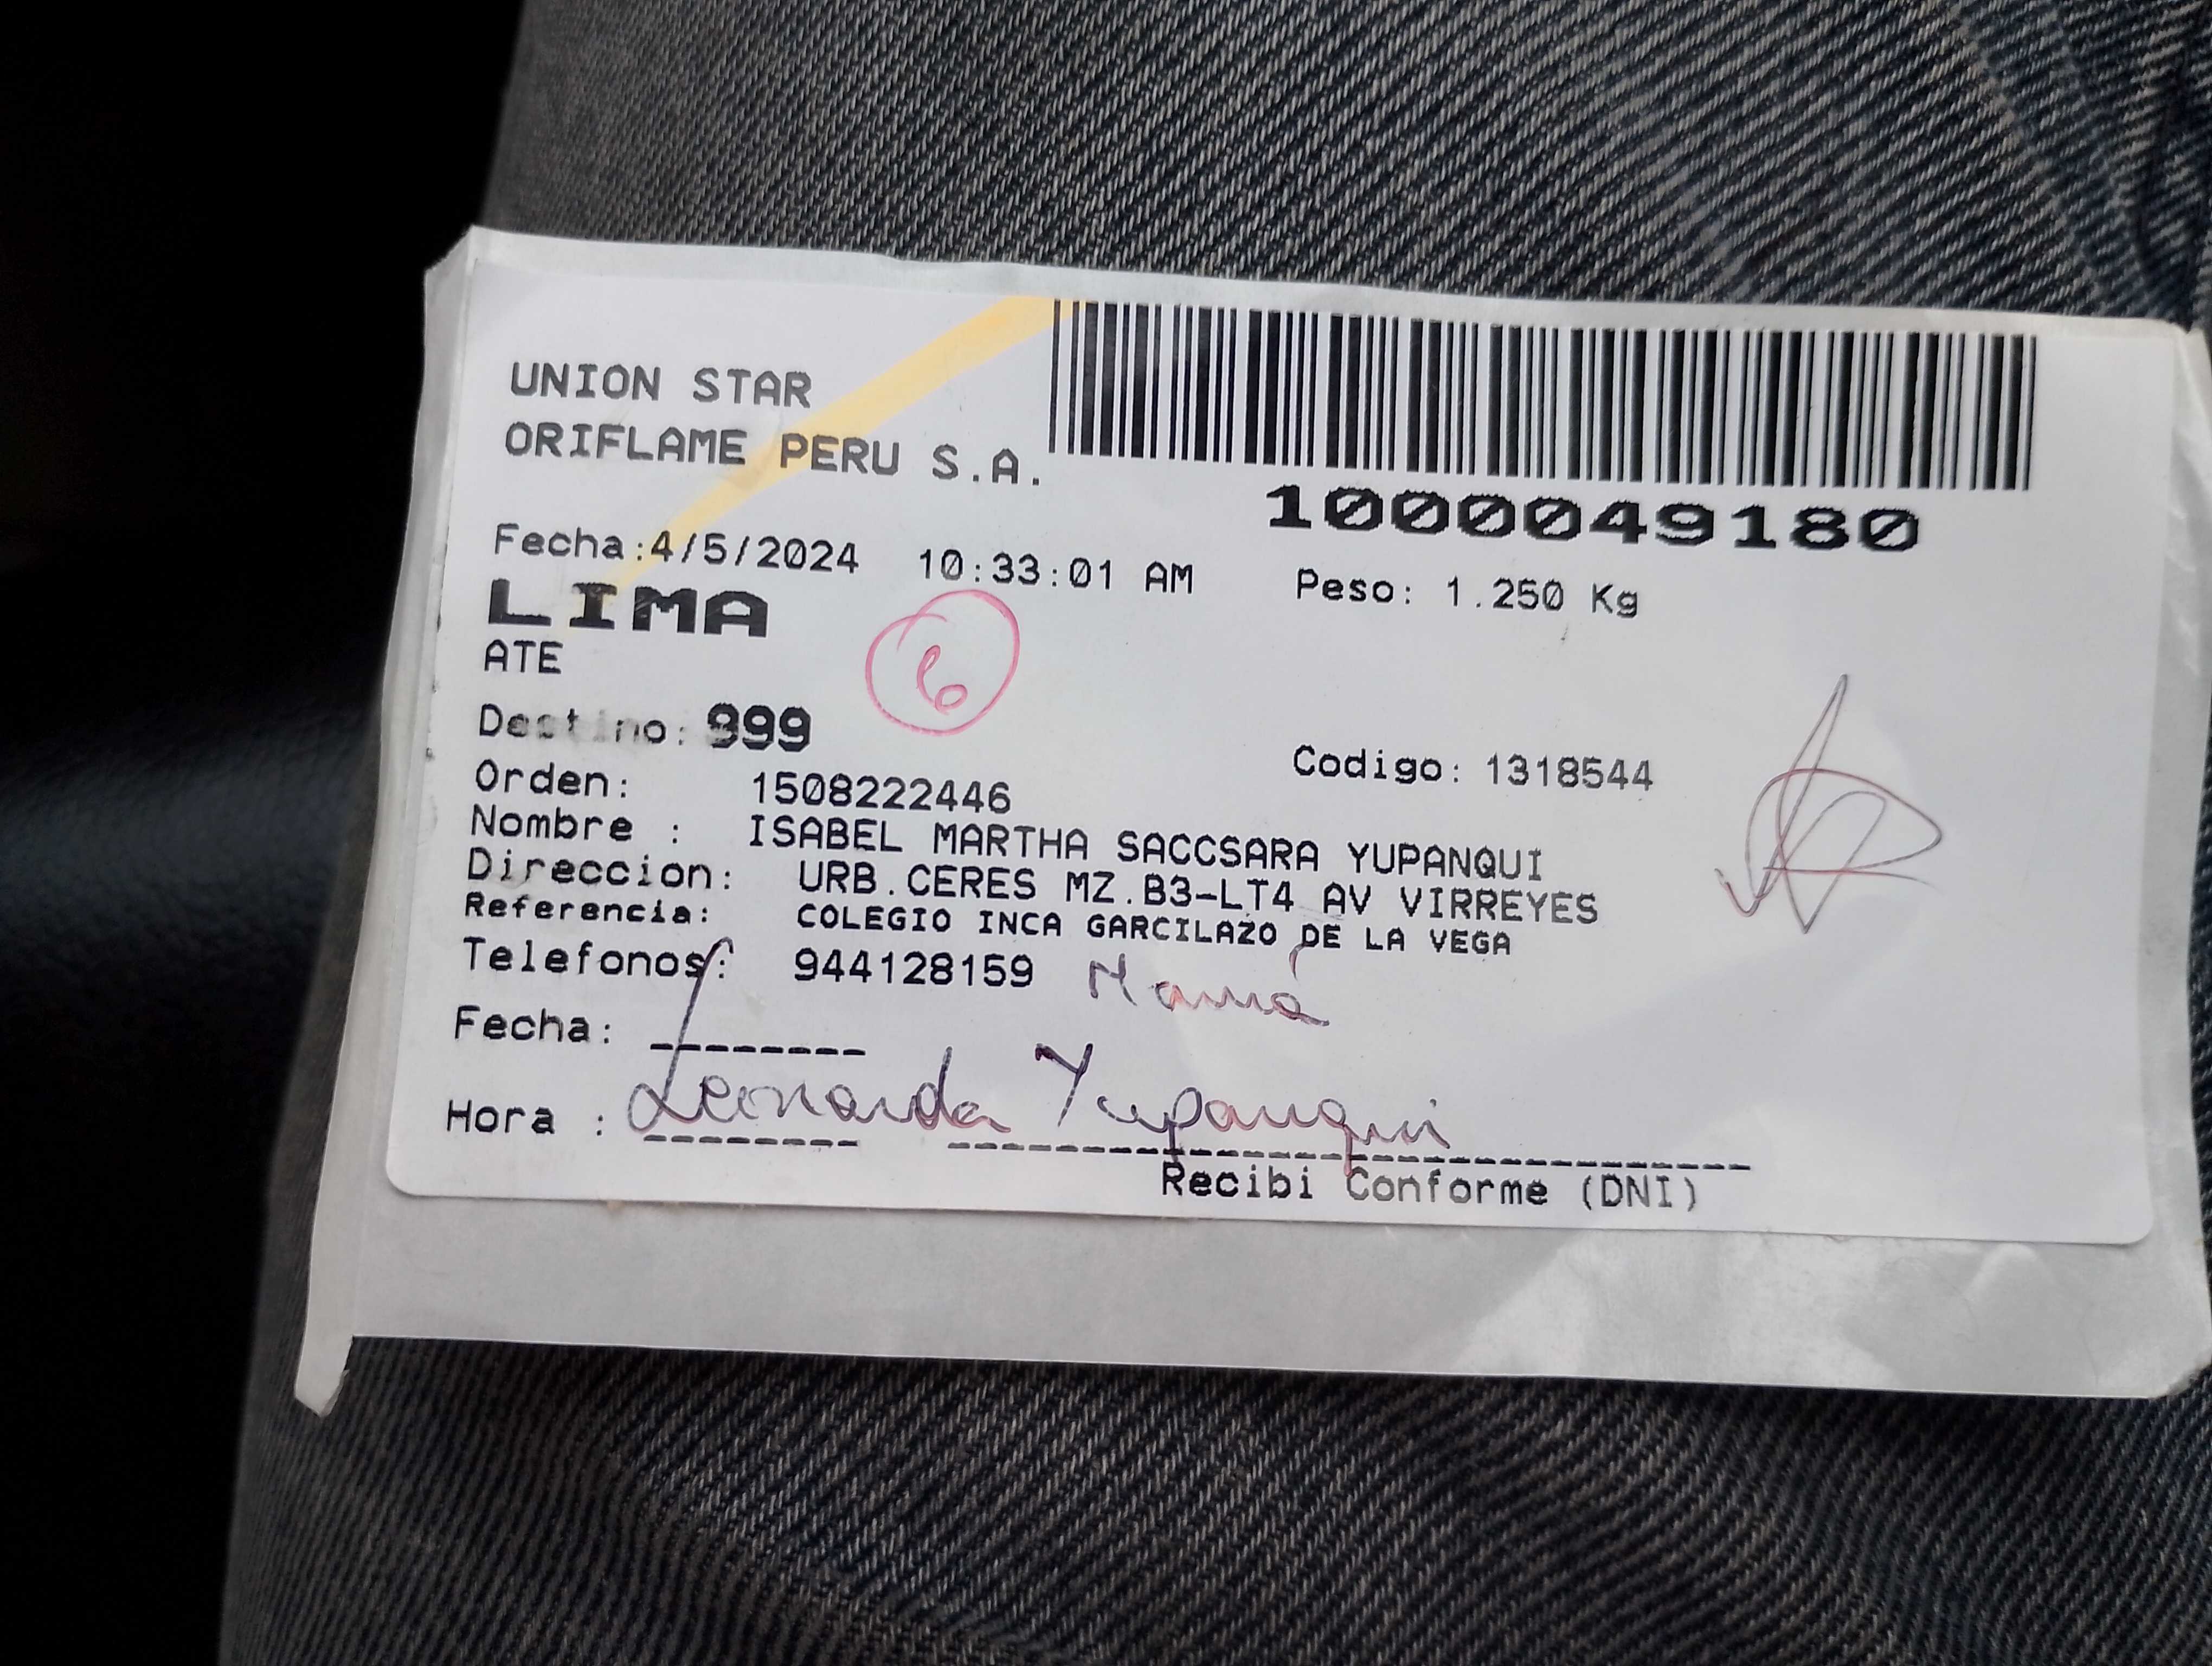 UNION STAR
ORIFLAME PERU S.A.
1000049180
Fecha:4/5/2024 10:33:01 AM Peso: 1.250 Kg
LIMA
6
ATE
Destino: 999
Codigo: 1318544
Orden: 1508222446
Nombre : ISABEL MARTHA SACCSARA YUPANQUI
Direccion: URB.CERES MZ.B3-LT4 AV VIRREYES
Referencia: COLEGIO INCA GARCILAZO DE LA VEGA
Telefonos: 944128159 Mamá
Fecha: --------
Hora : Leonarda Yupanqui
Recibi Conforme (DNI)